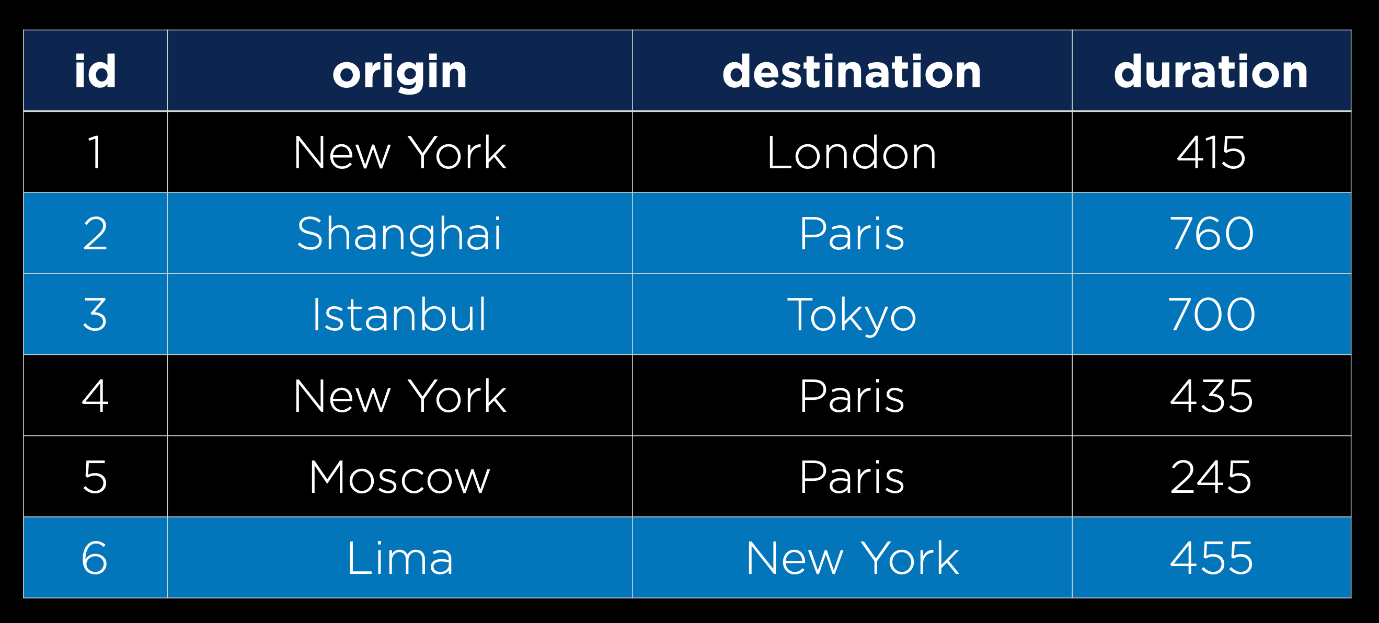 id origin destination duration
1 New York London 415
2 Shanghai Paris 760
3 Istanbul Tokyo 700
4 New York Paris 435
5 Moscow Paris 245
6 Lima New York 455